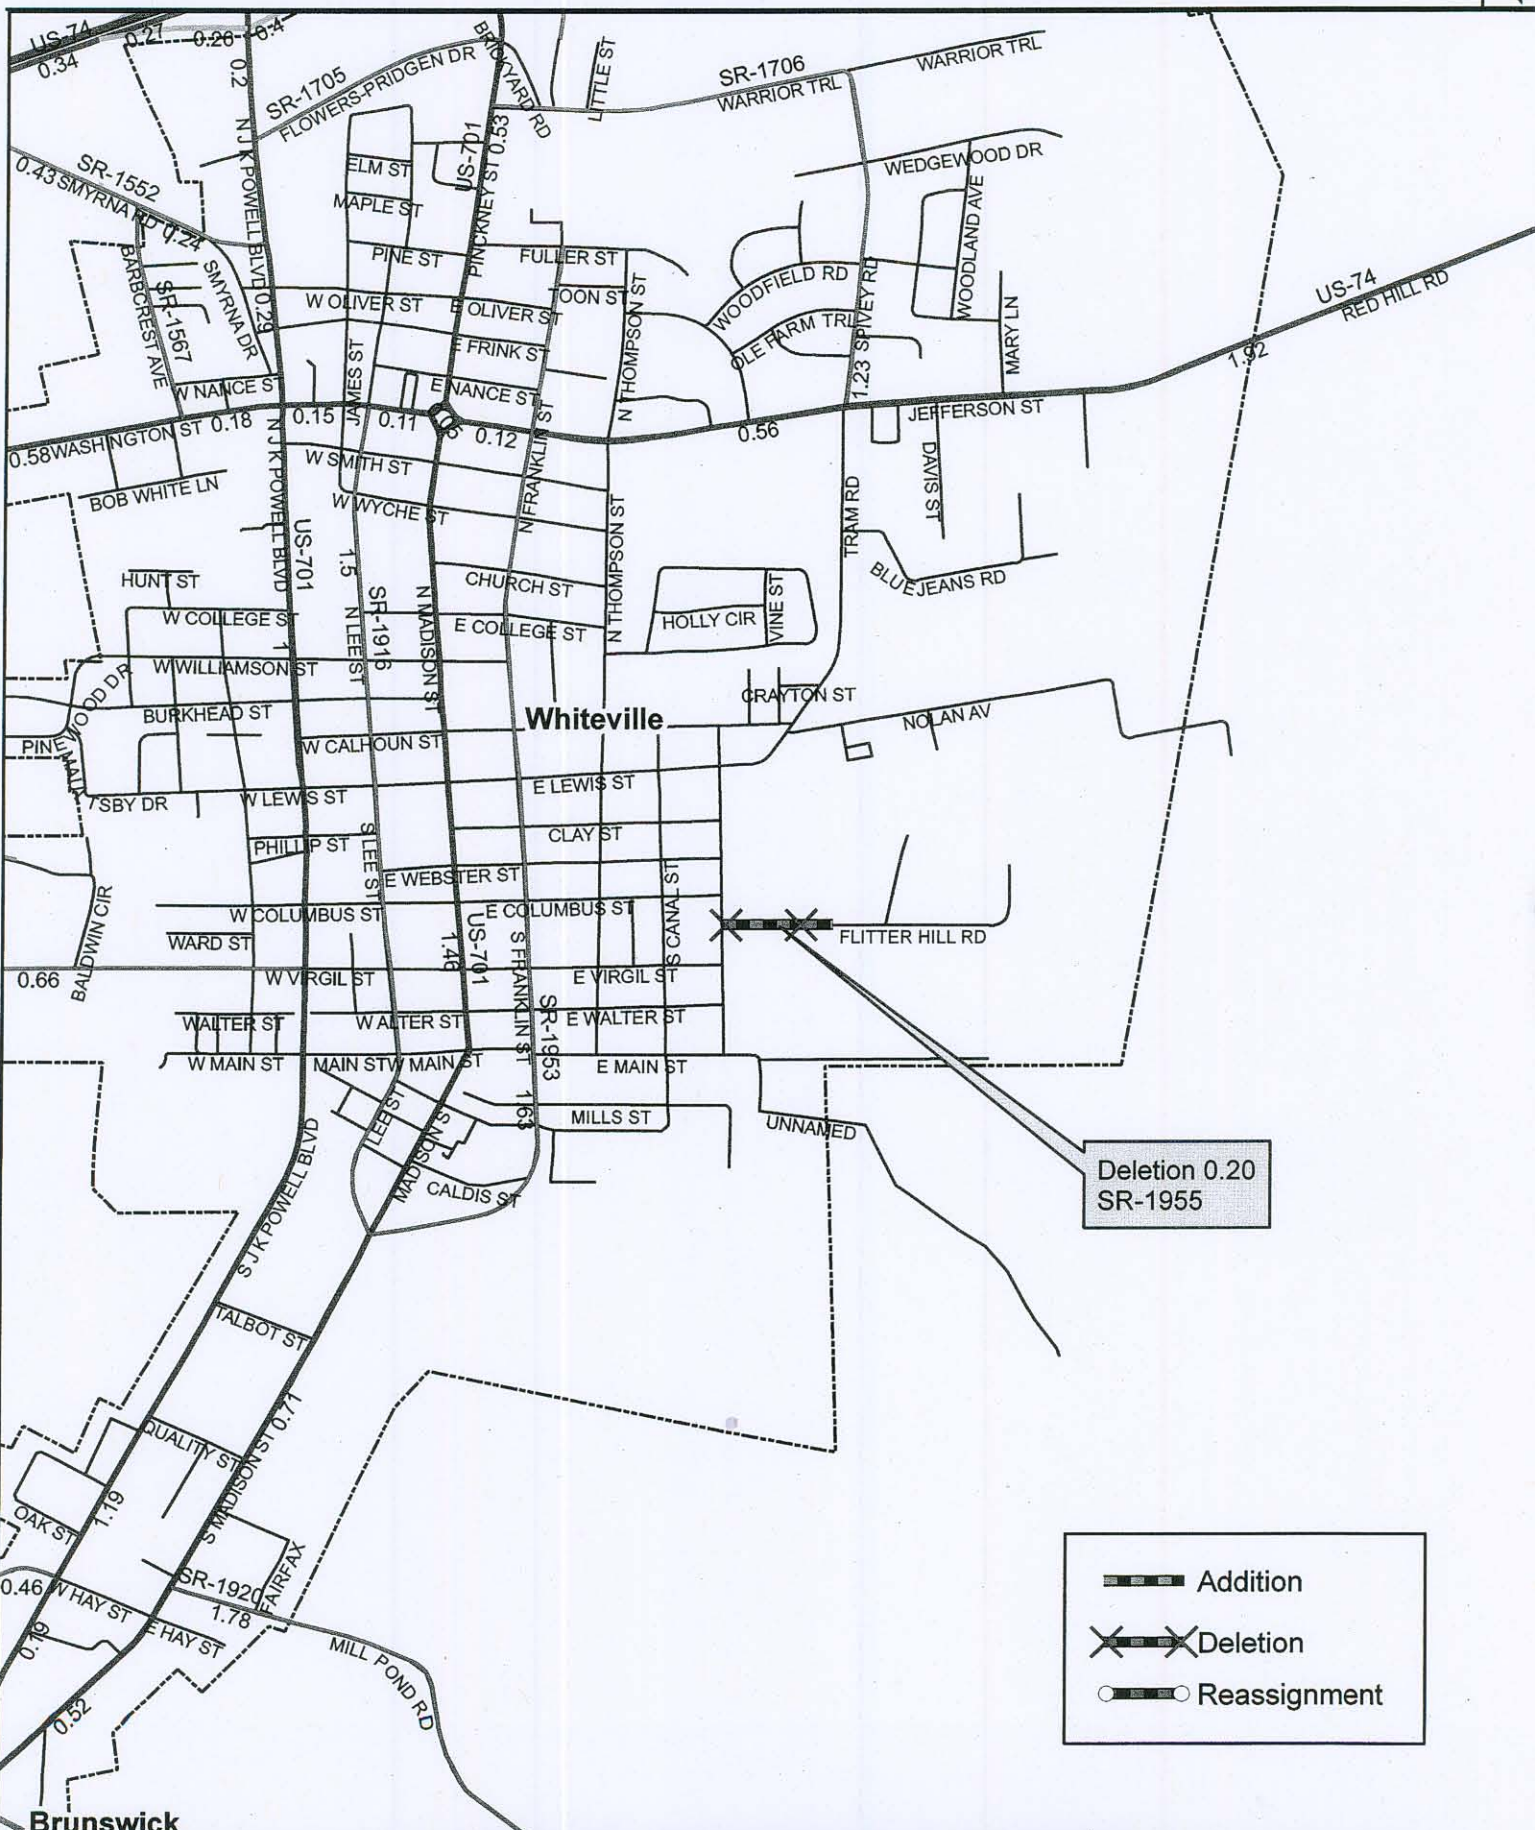 US-74
0.34
0.27
0.26
0.4
0.2
SR-1705
FLOWERS-PRIDGEN DR
BRICKYARD RD
LITTLE ST
SR-1706
WARRIOR TRL
WARRIOR TRL
N J K POWELL BLVD
0.29
ELM ST
MAPLE ST
PINE ST
US-701
PINCKNEY ST
0.53
WEDGEWOOD DR
WOODLAND AVE
SR-1552
0.43
SMYRNA RD
0.24
SMYRNA DR
BARBCREST AVE
SR-1567
FULLER ST
TOON ST
W OLIVER ST
E OLIVER ST
E FRINK ST
N THOMPSON ST
WOODFIELD RD
OLE FARM TRL
1.23
SPIVEY RD
MARY LN
US-74
RED HILL RD
1.92
W NANCE ST
E NANCE ST
JAMES ST
0.58
WASHINGTON ST
0.18
0.15
0.11
0.12
0.56
JEFFERSON ST
N J K POWELL BLVD
US-701
W SMITH ST
N FRANKLIN ST
BOB WHITE LN
W WYCHE ST
N THOMPSON ST
TRAM RD
DAVIS ST
BLUEJEANS RD
HUNT ST
1.5
SR-1916
N LEE ST
N MADISON ST
CHURCH ST
W COLLEGE ST
E COLLEGE ST
HOLLY CIR
VINE ST
1
W WILLIAMSON ST
CRAYTON ST
BURKHEAD ST
Whiteville
NOLAN AV
PINEWOOD DR
W CALHOUN ST
MAULTSBY DR
W LEWIS ST
E LEWIS ST
PHILLIP ST
S LEE ST
CLAY ST
E WEBSTER ST
BALDWIN CIR
W COLUMBUS ST
E COLUMBUS ST
S CANAL ST
WARD ST
1.46
US-701
S FRANKLIN ST
FLITTER HILL RD
0.66
W VIRGIL ST
E VIRGIL ST
WALTER ST
W ALTER ST
E WALTER ST
SR-1953
1.63
W MAIN ST
MAIN ST
W MAIN ST
E MAIN ST
MILLS ST
UNNAMED
LEE ST
MADISON S
CALDIS ST
S J K POWELL BLVD
Deletion 0.20
SR-1955
TALBOT ST
0.71
QUALITY ST
S MADISON ST
1.19
OAK ST
0.46
W HAY ST
E HAY ST
0.19
SR-1920
1.78
FAIRFAX
MILL POND RD
0.52
Addition
Deletion
Reassignment
Brunswick